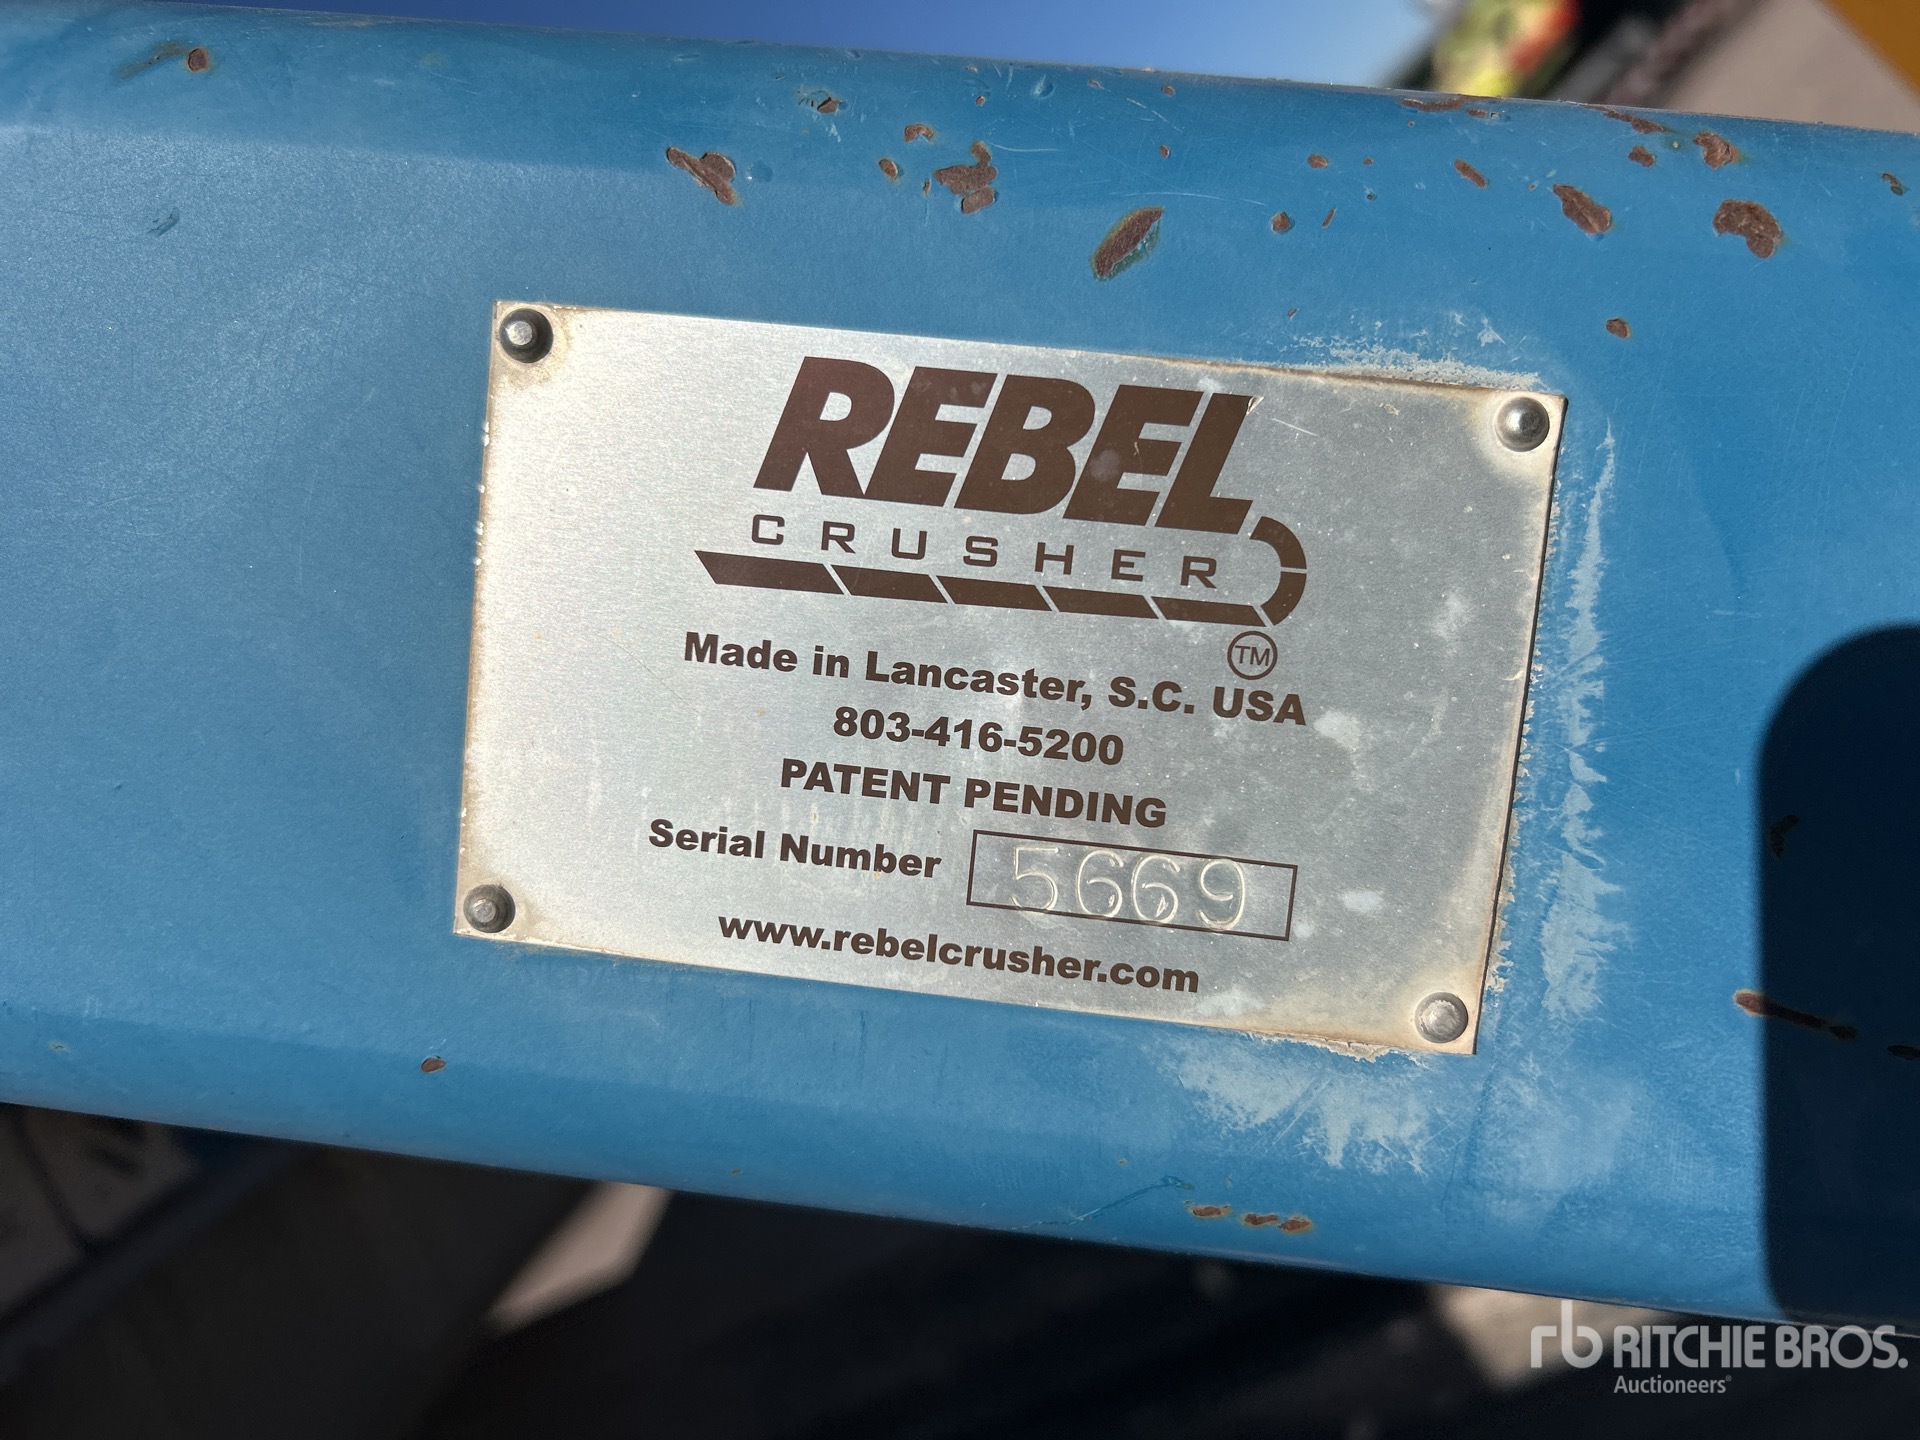 REBEL
CRUSHER
TM
Made in Lancaster, S.C. USA
803-416-5200
PATENT PENDING
Serial Number 5669
www.rebelcrusher.com
rb RITCHIE BROS.
Auctioneers®